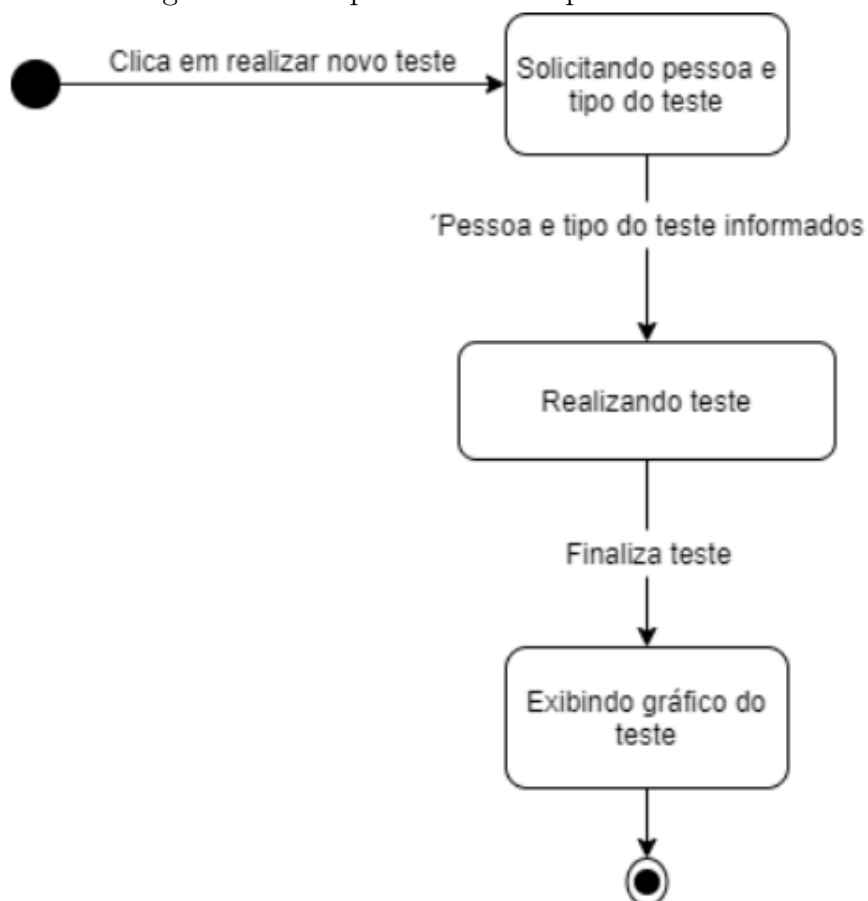 Clica em realizar novo teste
Solicitando pessoa e
tipo do teste
´Pessoa e tipo do teste informados
Realizando teste
Finaliza teste
Exibindo gráfico do
teste